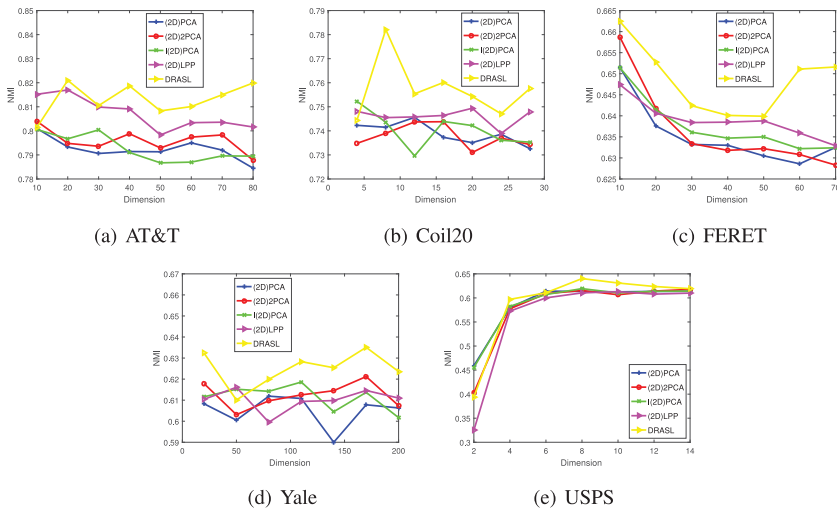 0.85
0.84
0.83
0.82
0.81
0.8
0.79
0.78
NMI
10 20 30 40 50 60 70 80
Dimension
(2D)PCA
(2D)2PCA
I(2D)PCA
(2D)LPP
DRASL
(a) AT&T
0.79
0.78
0.77
0.76
0.75
0.74
0.73
0.72
NMI
0 5 10 15 20 25 30
Dimension
(2D)PCA
(2D)2PCA
I(2D)PCA
(2D)LPP
DRASL
(b) Coil20
0.665
0.66
0.655
0.65
0.645
0.64
0.635
0.63
0.625
NMI
10 20 30 40 50 60 70
Dimension
(2D)PCA
(2D)2PCA
I(2D)PCA
(2D)LPP
DRASL
(c) FERET
0.67
0.66
0.65
0.64
0.63
0.62
0.61
0.6
0.59
NMI
0 50 100 150 200
Dimension
(2D)PCA
(2D)2PCA
I(2D)PCA
(2D)LPP
DRASL
(d) Yale
0.65
0.6
0.55
0.5
0.45
0.4
0.35
0.3
NMI
2 4 6 8 10 12 14
Dimension
(2D)PCA
(2D)2PCA
I(2D)PCA
(2D)LPP
DRASL
(e) USPS